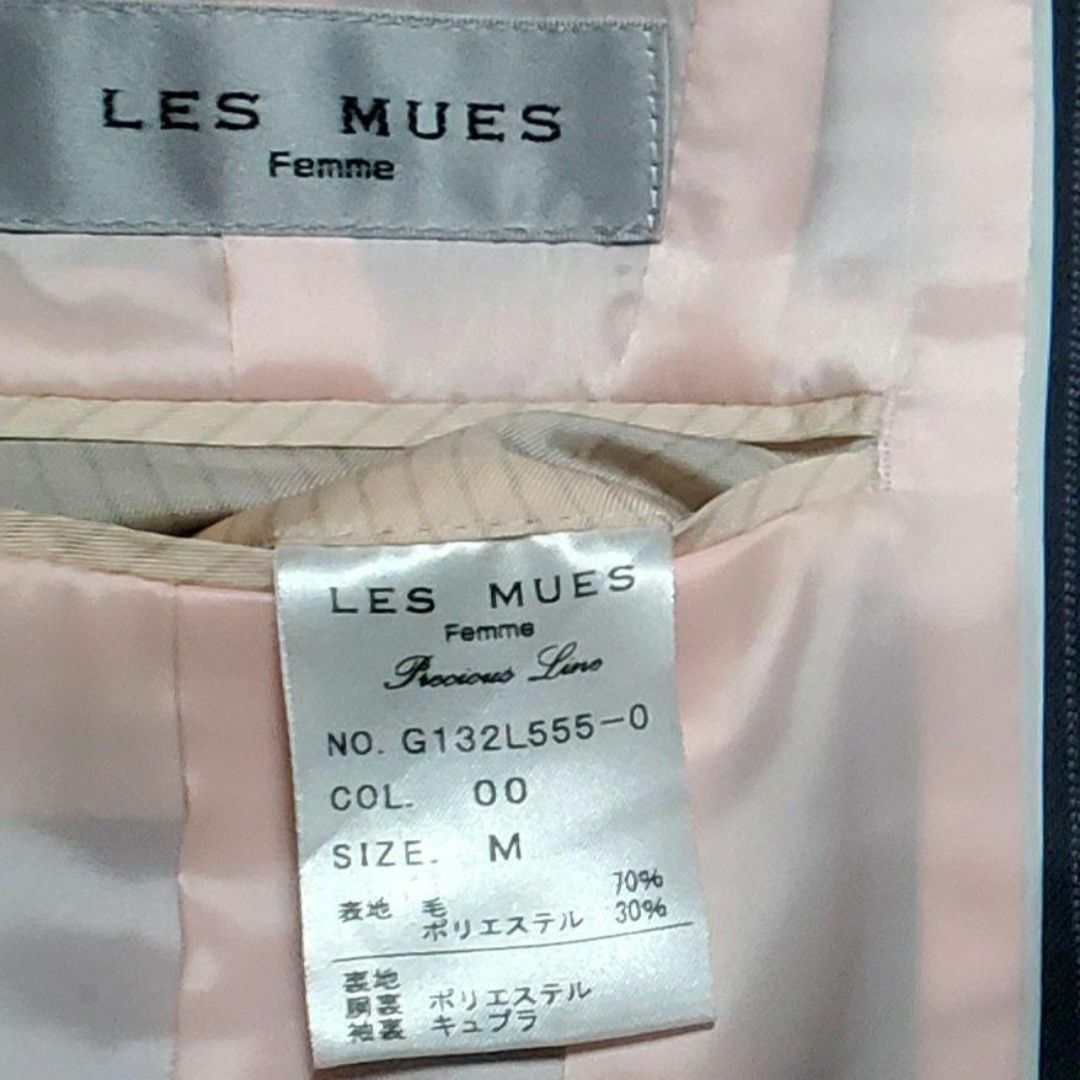 LES MUES
Femme
LES MUES
Femme
Precious Line
NO. G132L555-0
COL. 00
SIZE. M
表地 毛 70%
ポリエステル 30%
裏地
胴裏 ポリエステル
袖裏 キュプラ